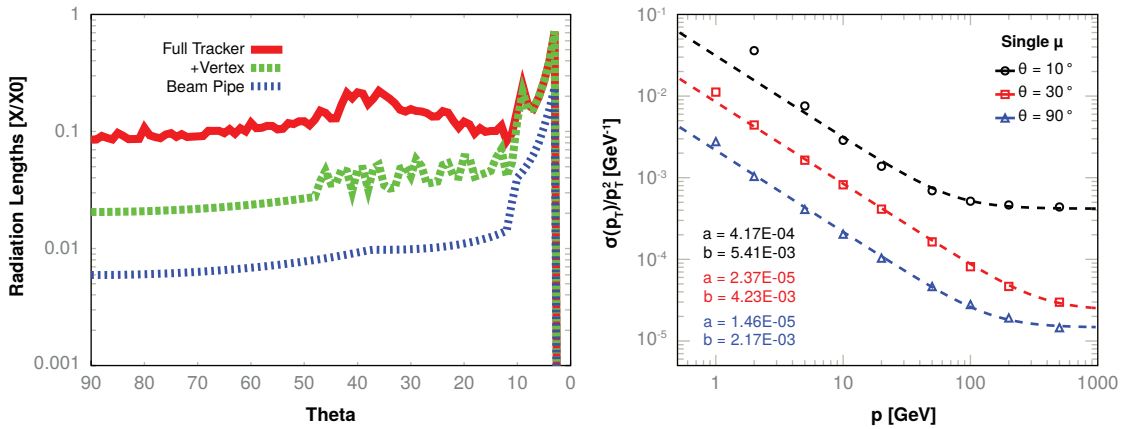 Full Tracker
+Vertex
Beam Pipe
Radiation Lengths [X/X0]
1
0.1
0.01
0.001
90
80
70
60
50
40
30
20
10
0
Theta
Single μ
θ = 10°
θ = 30°
θ = 90°
σ(p_T)/p_T^2 [GeV^-1]
10^-1
10^-2
10^-3
10^-4
10^-5
a = 4.17E-04
b = 5.41E-03
a = 2.37E-05
b = 4.23E-03
a = 1.46E-05
b = 2.17E-03
1
10
100
1000
p [GeV]